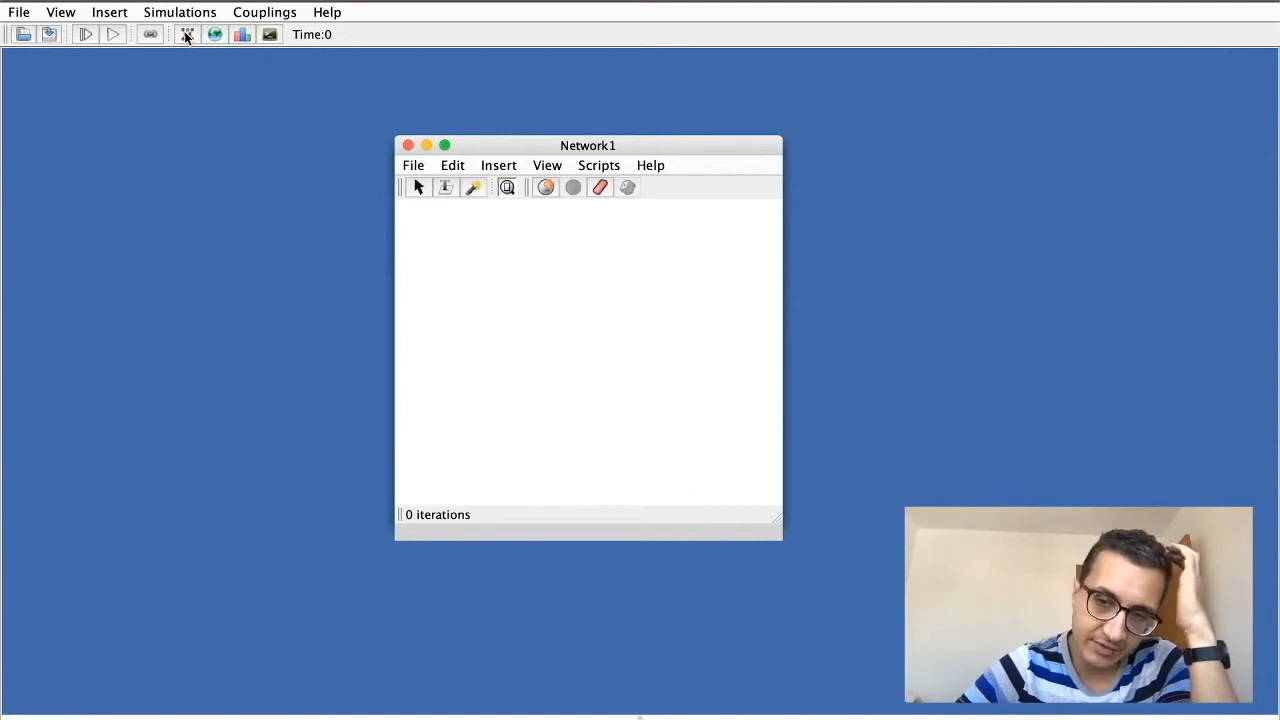 File View Insert Simulations Couplings Help
Time:0
Network1
File Edit Insert View Scripts Help
0 iterations